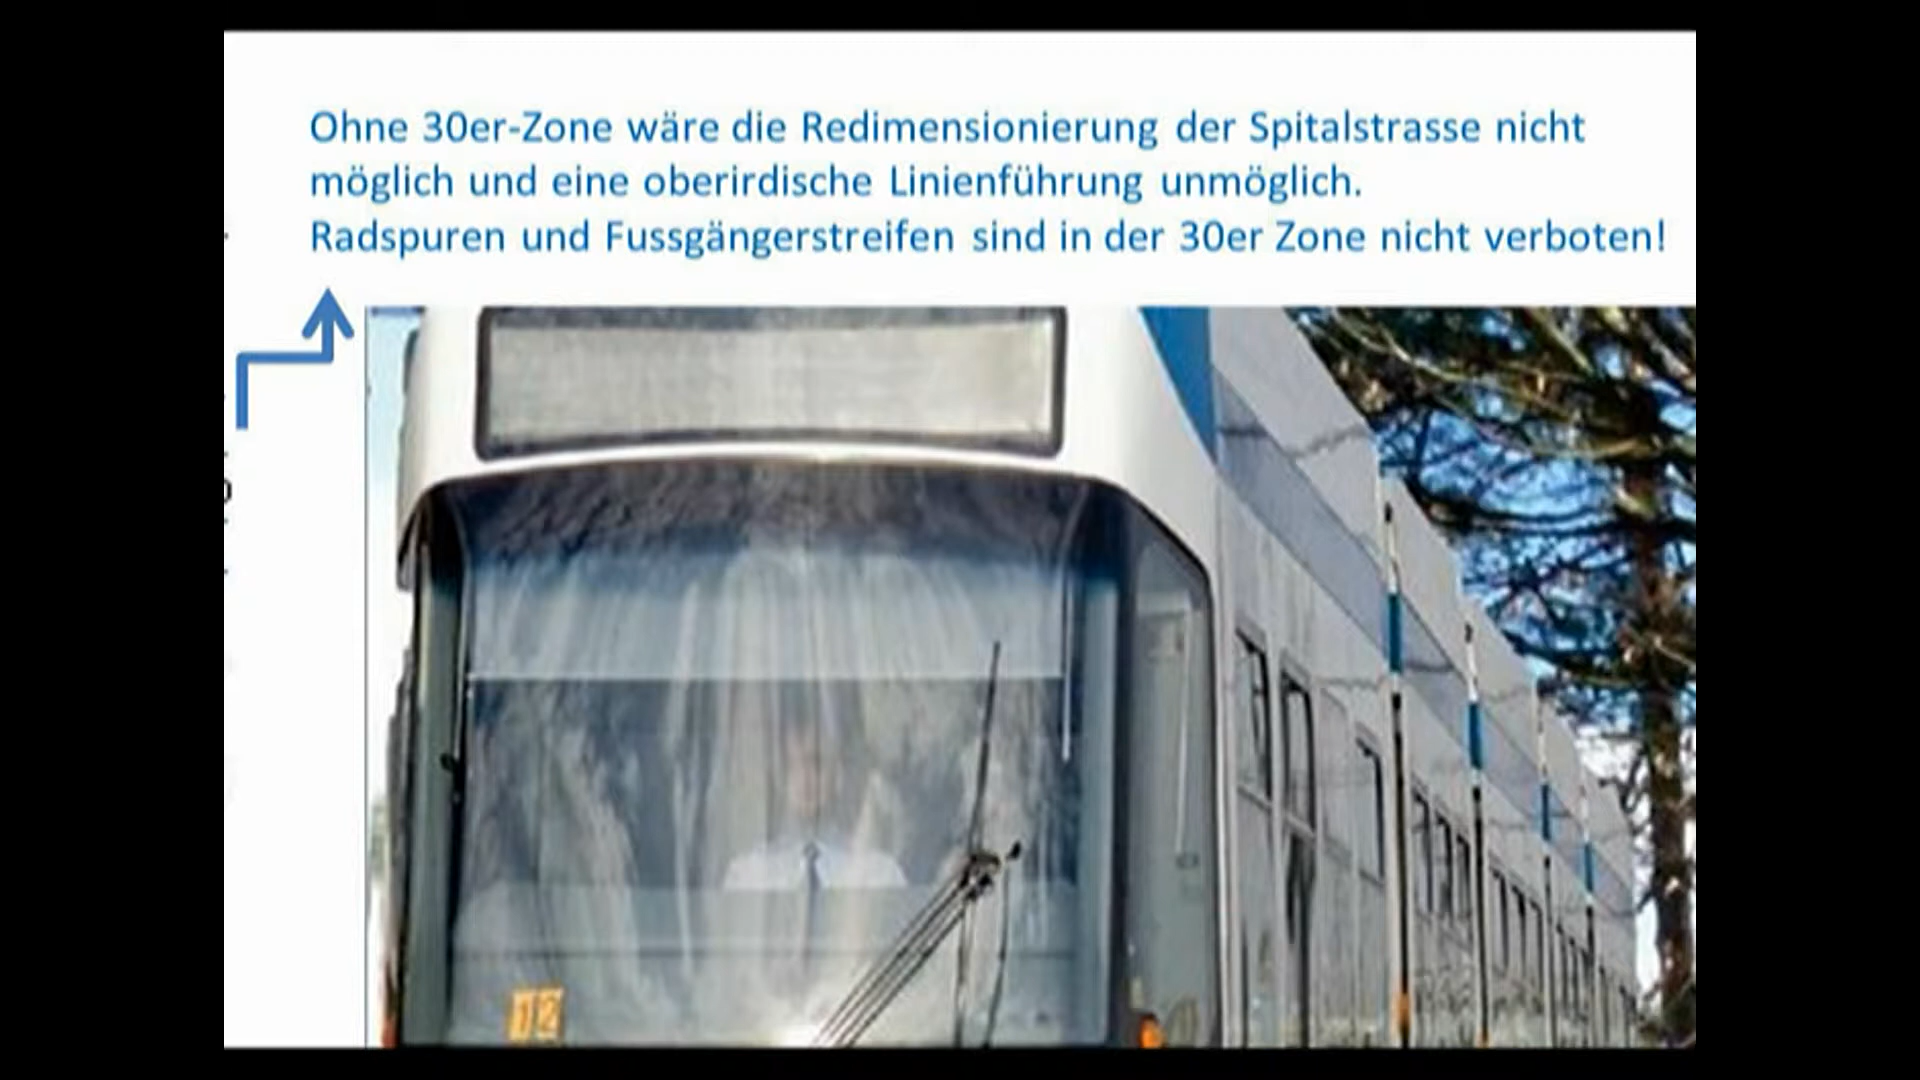 Ohne 30er-Zone wäre die Redimensionierung der Spitalstrasse nicht
möglich und eine oberirdische Linienführung unmöglich.
Radspuren und Fussgängerstreifen sind in der 30er Zone nicht verboten!
12